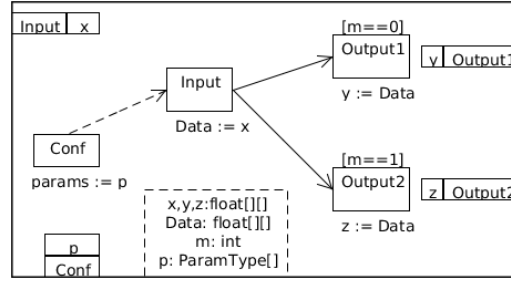 Input x
[m==0]
Output1
y Output1
y := Data
Input
Data := x
Conf
params := p
[m==1]
Output2
z Output2
z := Data
x,y,z:float[][]
Data: float[][]
m: int
p: ParamType[]
p
Conf